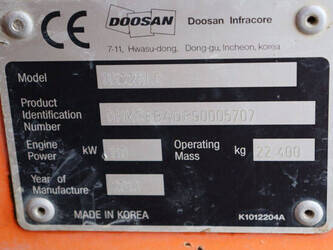 CE DOOSAN Doosan Infracore
7-11, Hwasu-dong, Dong-gu, Incheon, korea
Model
Product
Identification
Number
Engine
Power kW Operating
Mass kg 22 400
Year of
Manufacture
MADE IN KOREA K1012204A